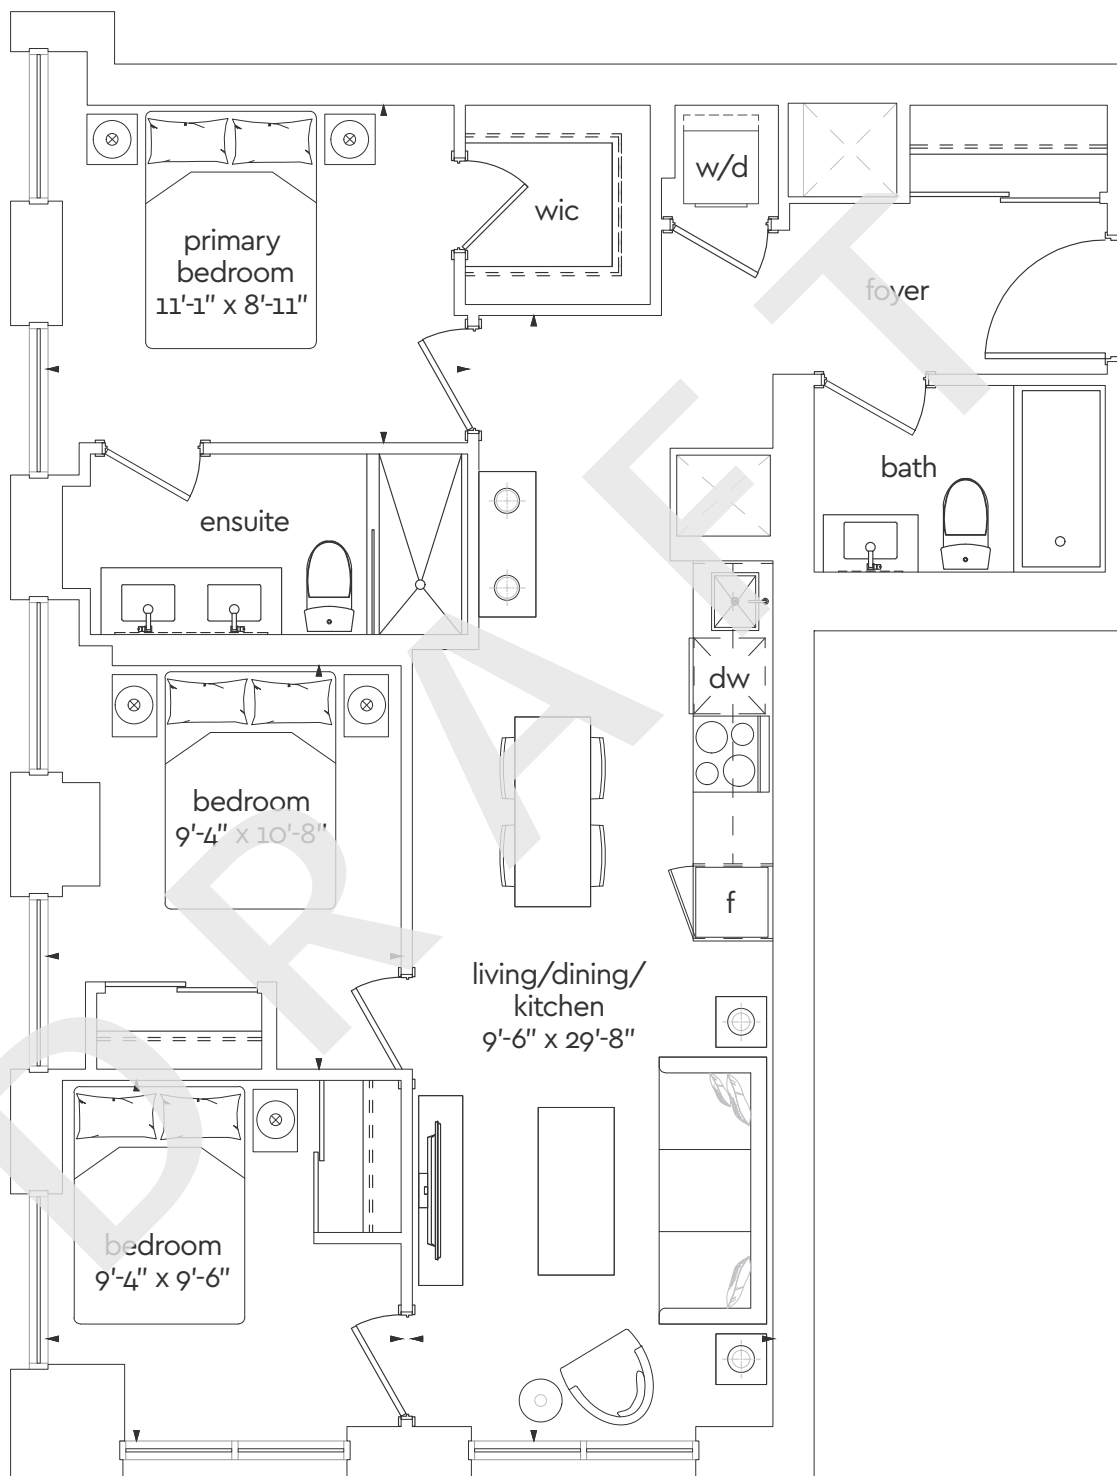 primary
bedroom
11'-1" x 8'-11"
wic
w/d
foyer
ensuite
bath
dw
bedroom
9'-4" x 10'-8"
f
living/dining/
kitchen
9'-6" x 29'-8"
bedroom
9'-4" x 9'-6"
DRAFT